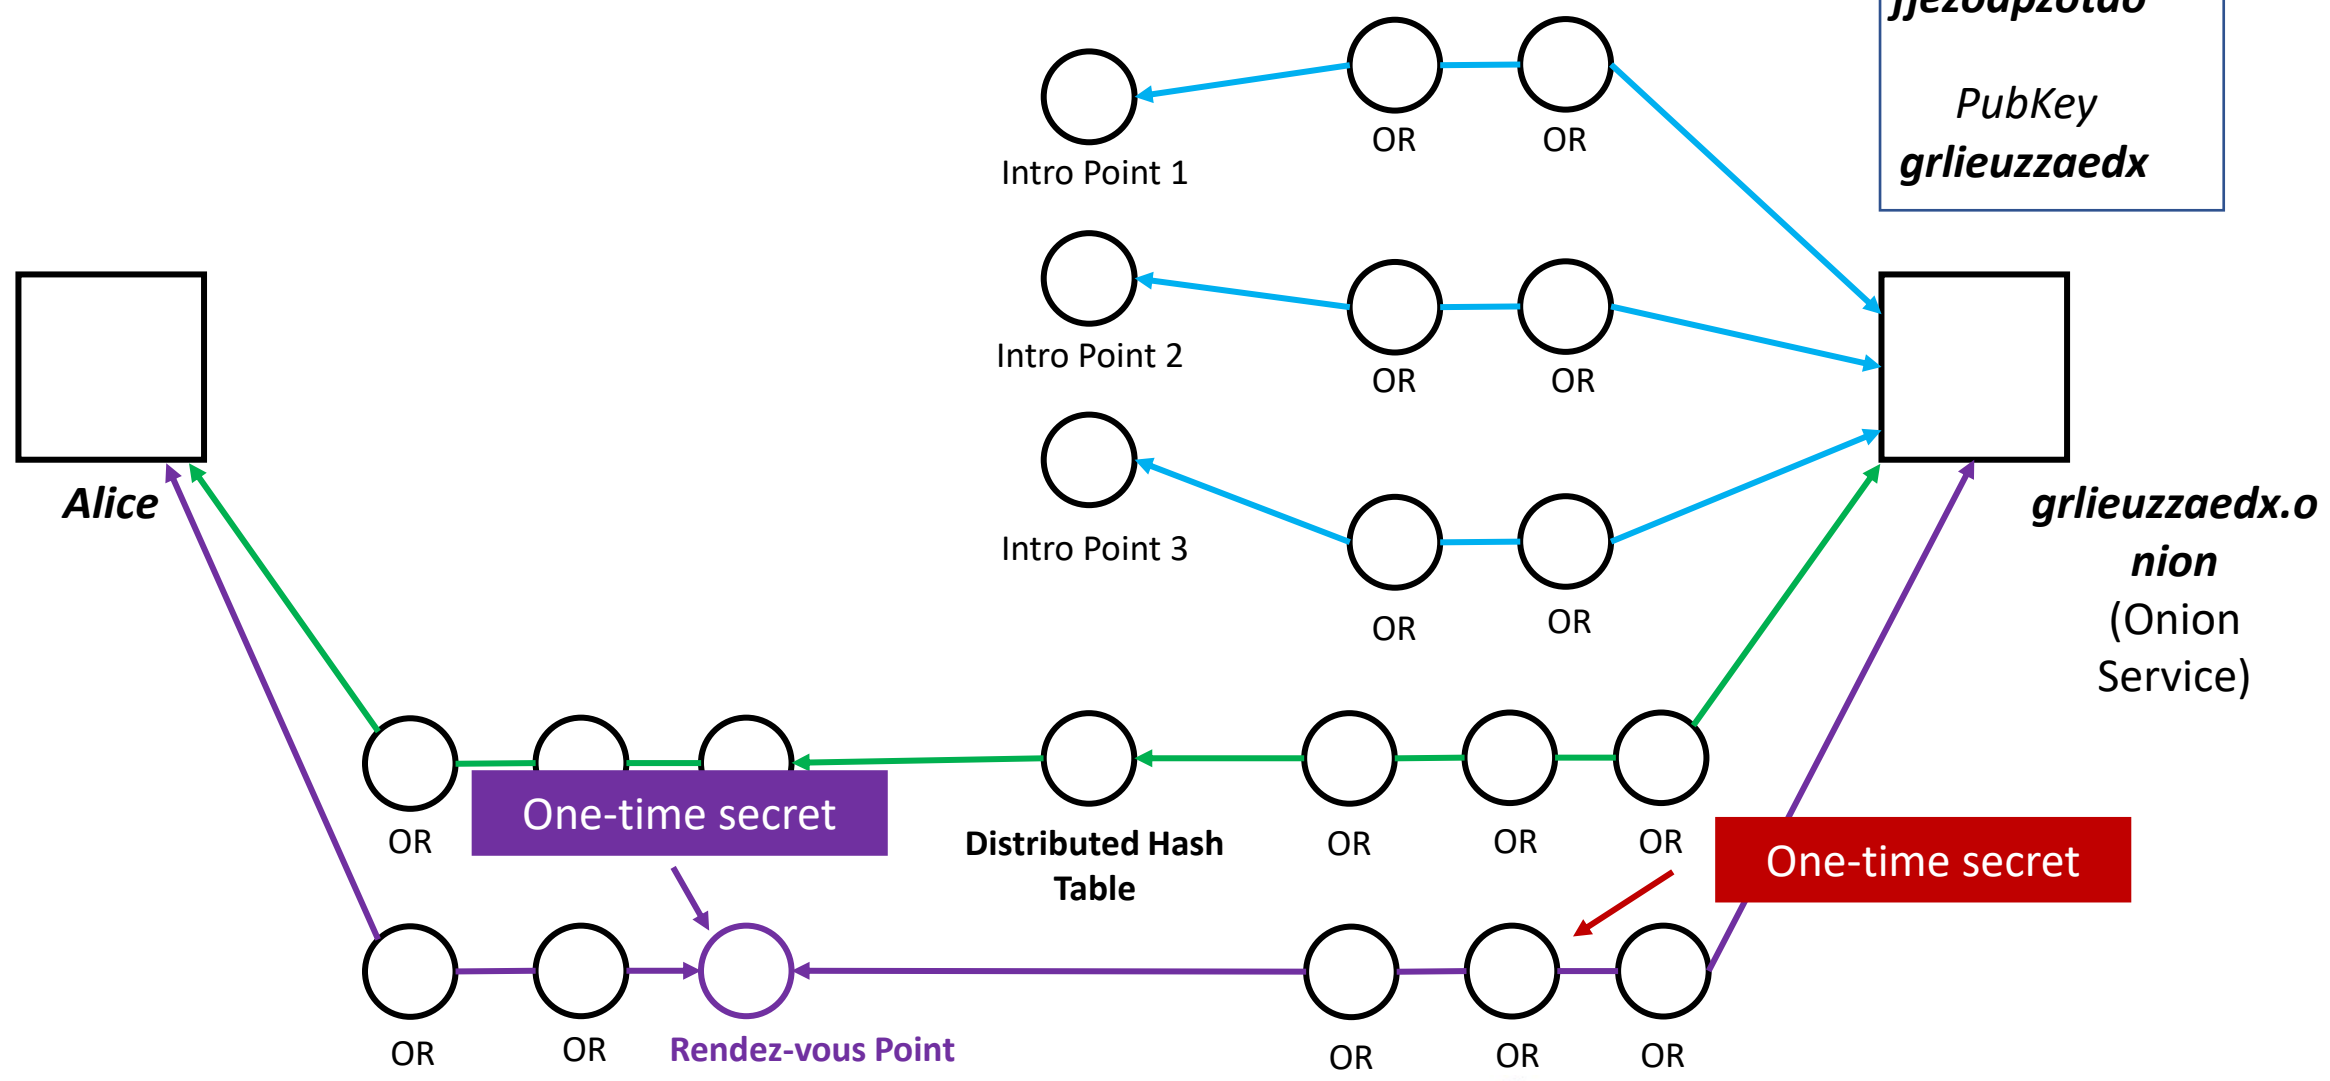 PubKey
grlieuzzaedx
OR
OR
Intro Point 1
Intro Point 2
OR
OR
Alice
grlieuzzaedx.o
nion
(Onion
Service)
Intro Point 3
OR
OR
One-time secret
OR
Distributed Hash
Table
OR
OR
OR
One-time secret
OR
OR
Rendez-vous Point
OR
OR
OR